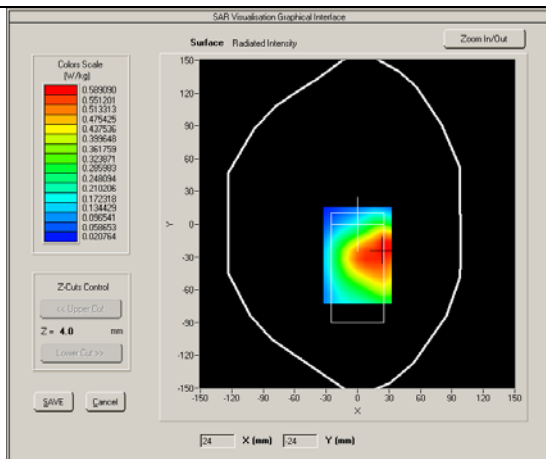 SAR Visualisation Graphical Interface
Surface Radiated Intensity
Zoom In/Out
Colors Scale
(W/kg)
0.589090
0.551201
0.513313
0.475425
0.437536
0.399648
0.361759
0.323871
0.285983
0.248094
0.210206
0.172318
0.134429
0.096541
0.058653
0.020764
150-
120-
90-
60-
30-
0-
-30-
-60-
-90-
-120-
-150-
Y
-150 -120 -90 -60 -30 0 30 60 90 120 150
X
Z-Cuts Control
<< Upper Cut
Z = 4.0 mm
Lower Cut >>
SAVE Cancel
24 X (mm) -24 Y (mm)